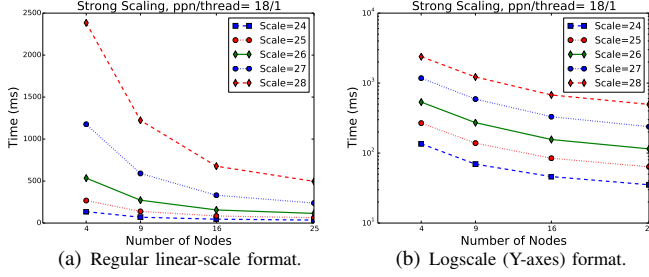 Strong Scaling, ppn/thread= 18/1
2500
2000
1500
1000
500
0
Time (ms)
4
9
16
25
Number of Nodes
Scale=24
Scale=25
Scale=26
Scale=27
Scale=28
(a) Regular linear-scale format.
Strong Scaling, ppn/thread= 18/1
10^4
10^3
10^2
10^1
Time (ms)
4
9
16
Number of Nodes
Scale=24
Scale=25
Scale=26
Scale=27
Scale=28
(b) Logscale (Y-axes) format.